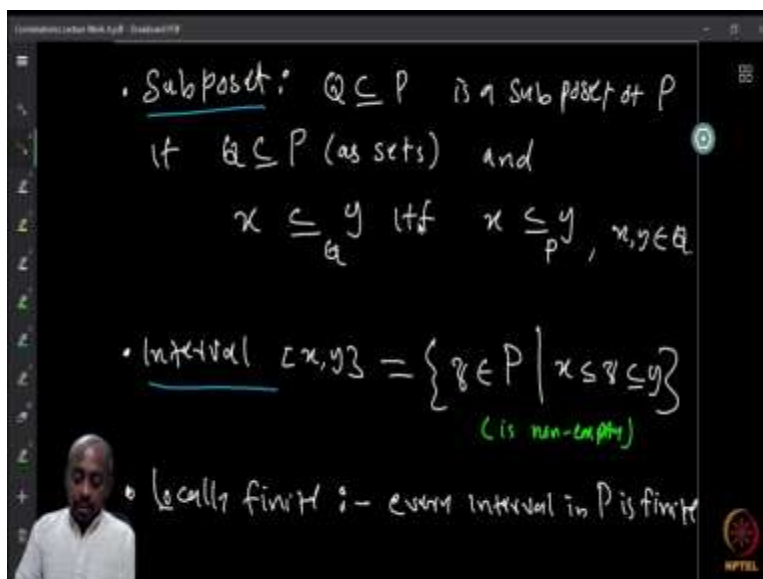 • Subposet: Q ⊆ P is a subposet of P
if Q ⊆ P (as sets) and
x ≤_Q y iff x ≤_P y, x,y ∈ Q
• Interval [x,y] = {z ∈ P | x ≤ z ≤ y}
(is non-empty)
• Locally finite :- every interval in P is finite
NPTEL